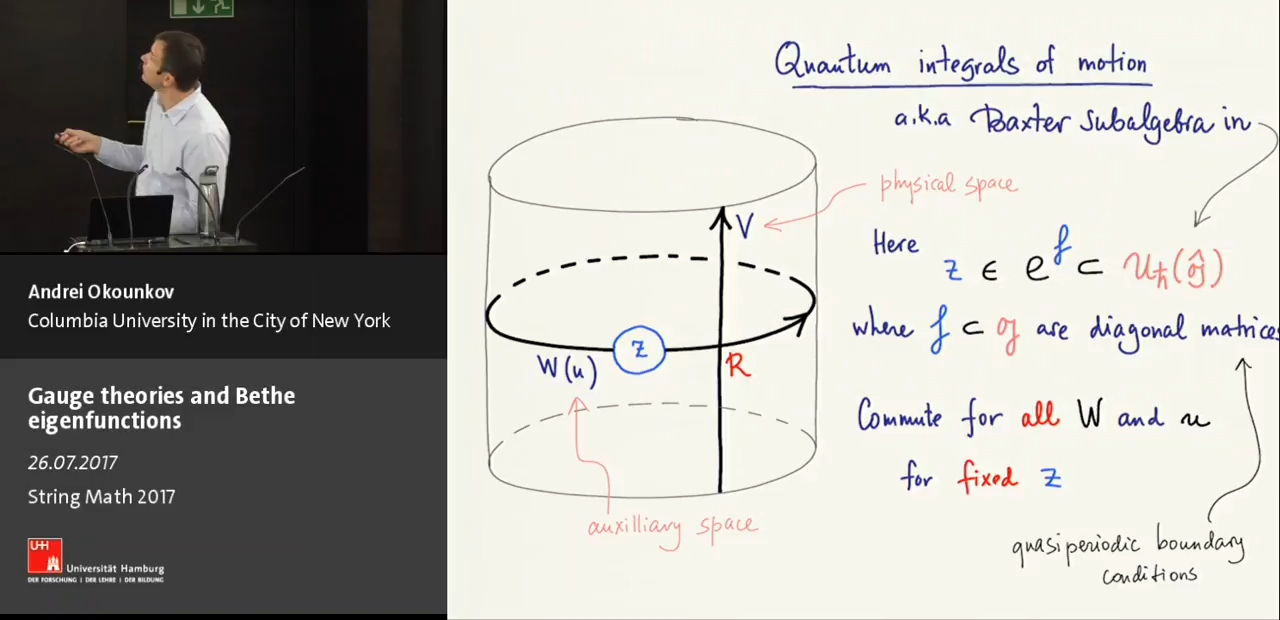 Andrei Okounkov
Columbia University in the City of New York
Gauge theories and Bethe
eigenfunctions
26.07.2017
String Math 2017
UHH
Universität Hamburg
DER FORSCHUNG | DER LEHRE | DER BILDUNG
Quantum integrals of motion
a.k.a Baxter subalgebra in
physical space
V
Here
z ∈ e^𝔥 ⊂ 𝒰ℏ(𝔤̂)
where 𝔥 ⊂ 𝔤 are diagonal matrices
z
W(u)
R
Commute for all W and u
for fixed z
auxilliary space
quasiperiodic boundary
conditions